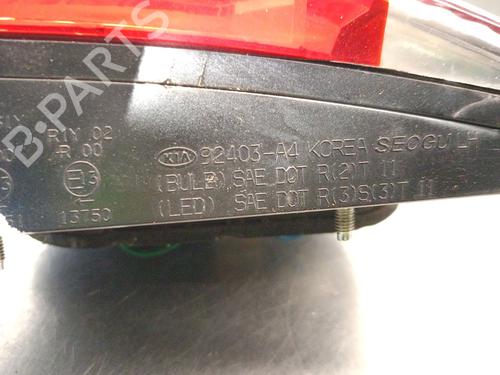 R1Y 02
R 00
E13
13750
KIA 92403-A4 KOREA SEOGU LH
(BULB) SAE DOT R(2)T 11
(LED) SAE DOT R(3)S(3)T 11
B-PARTS